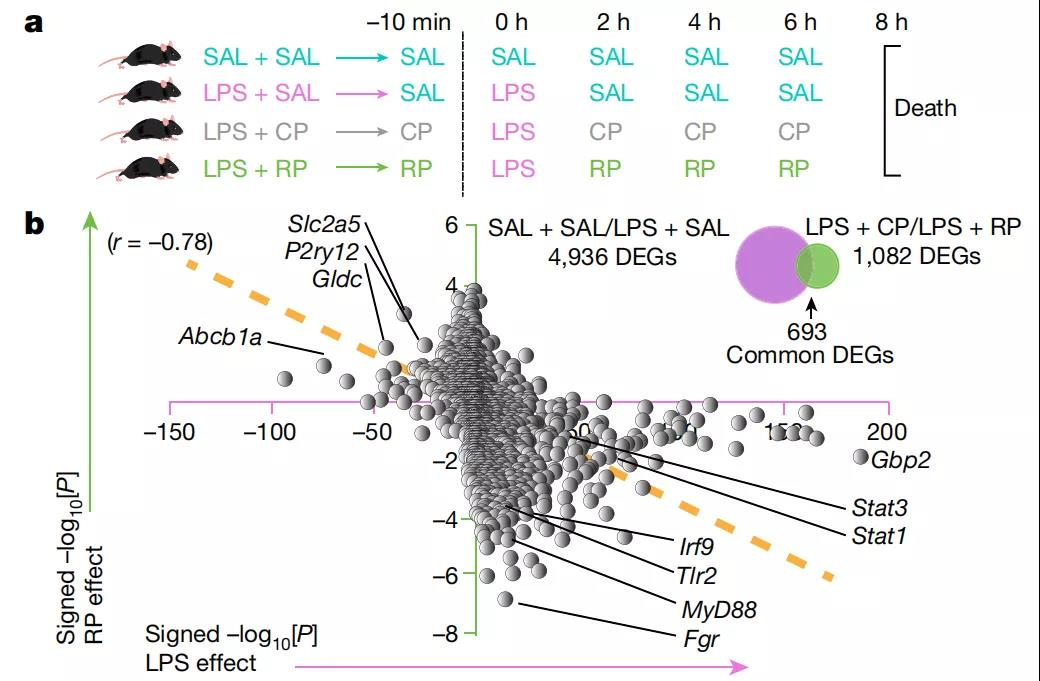 a
−10 min 0 h 2 h 4 h 6 h 8 h
SAL + SAL SAL SAL SAL SAL SAL
LPS + SAL SAL LPS SAL SAL SAL
LPS + CP CP LPS CP CP CP
LPS + RP RP LPS RP RP RP
Death
b
(r = −0.78)
Slc2a5
P2ry12
Gldc
Abcb1a
6
4
−2
−4
−6
−8
SAL + SAL/LPS + SAL
4,936 DEGs
LPS + CP/LPS + RP
1,082 DEGs
693
Common DEGs
−150 −100 −50 200
Gbp2
Stat3
Stat1
Irf9
Tlr2
MyD88
Fgr
Signed −log10[P]
RP effect
Signed −log10[P]
LPS effect